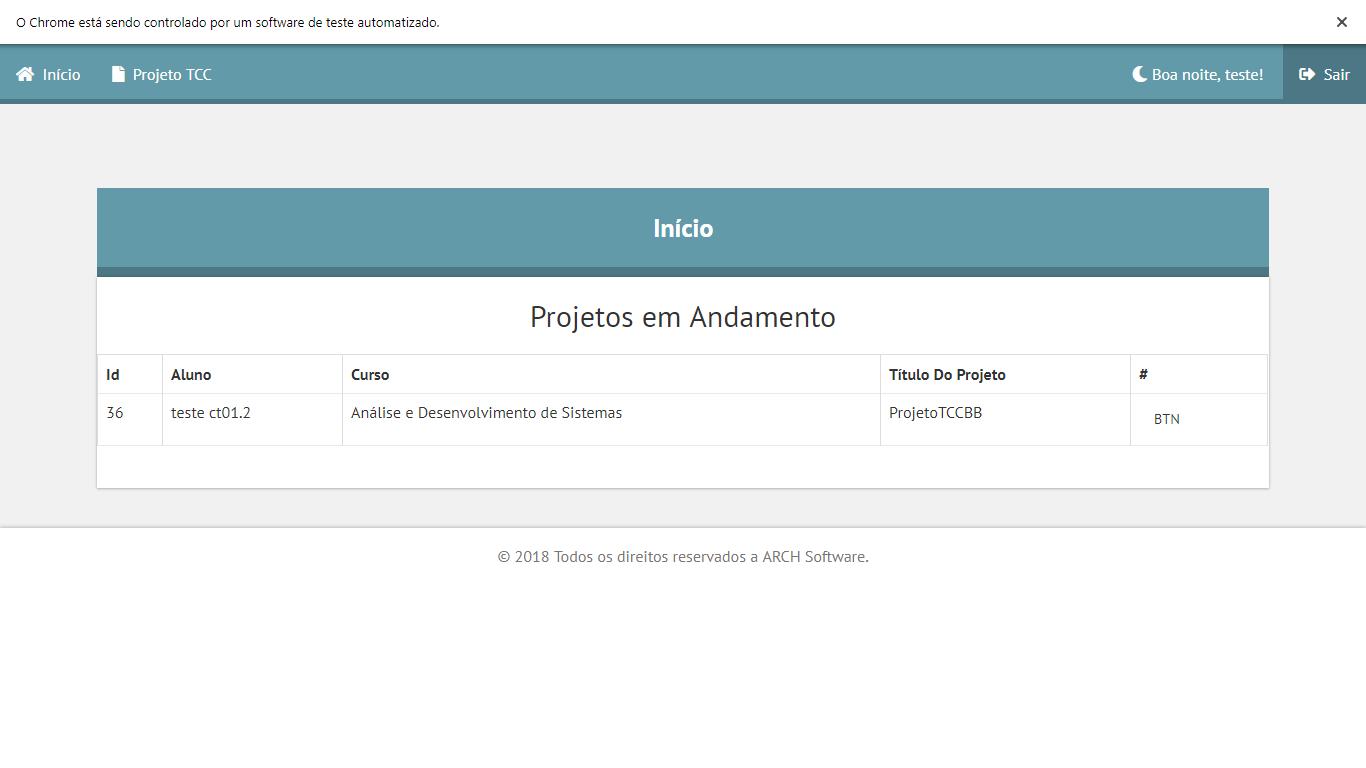 O Chrome está sendo controlado por um software de teste automatizado.
Início Projeto TCC Boa noite, teste! Sair
Início
Projetos em Andamento
Id Aluno Curso Título Do Projeto #
36 teste ct01.2 Análise e Desenvolvimento de Sistemas ProjetoTCCBB BTN
© 2018 Todos os direitos reservados a ARCH Software.